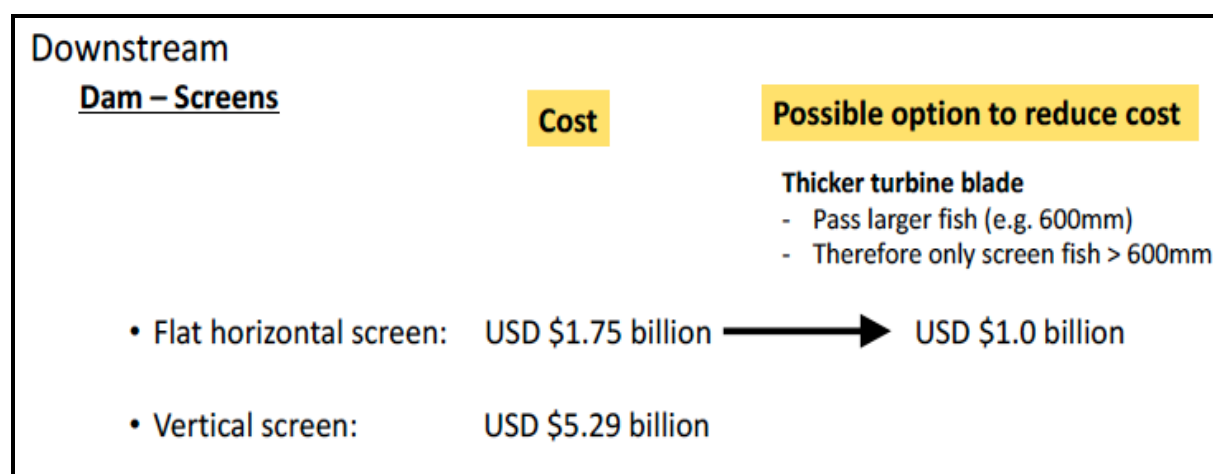 Downstream
Dam – Screens
Cost
Possible option to reduce cost
Thicker turbine blade
- Pass larger fish (e.g. 600mm)
- Therefore only screen fish > 600mm
• Flat horizontal screen: USD $1.75 billion USD $1.0 billion
• Vertical screen: USD $5.29 billion